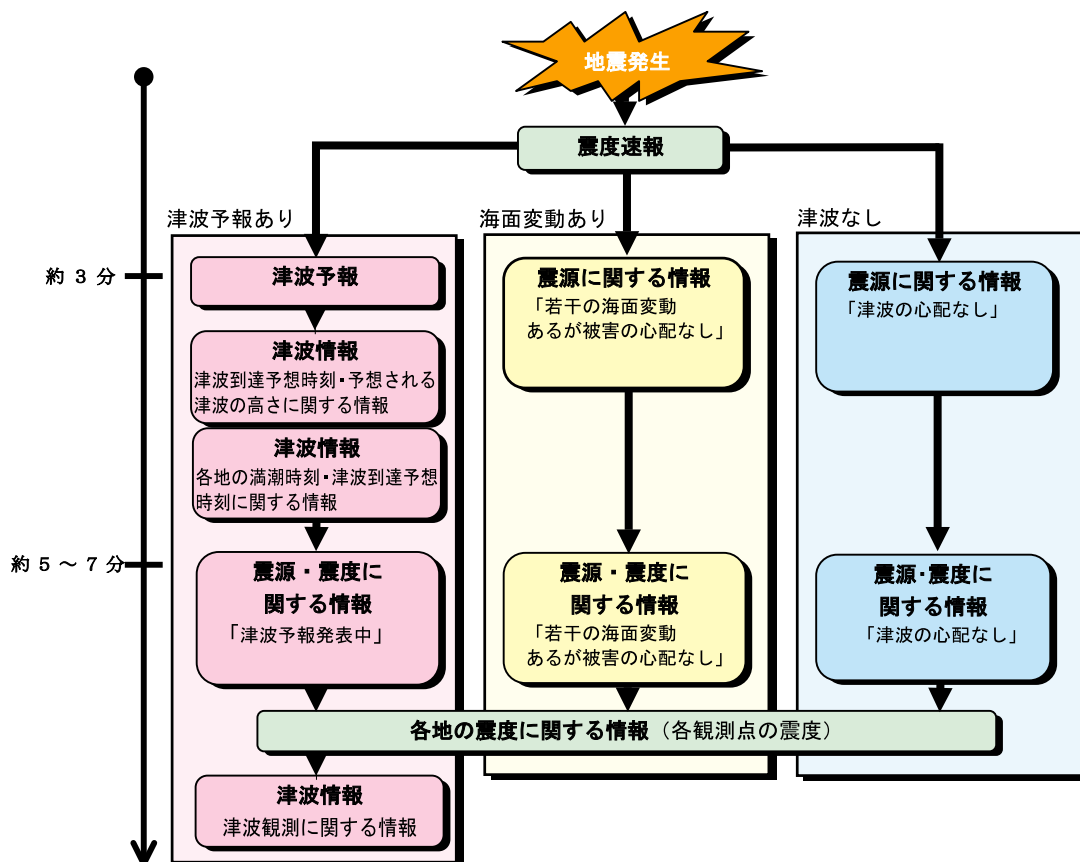 地震発生
震度速報
津波予報あり
海面変動あり
津波なし
約３分
津波予報
震源に関する情報
「若干の海面変動
あるが被害の心配なし」
震源に関する情報
「津波の心配なし」
津波情報
津波到達予想時刻・予想される
津波の高さに関する情報
津波情報
各地の満潮時刻・津波到達予想
時刻に関する情報
約５～７分
震源・震度に
関する情報
「津波予報発表中」
震源・震度に
関する情報
「若干の海面変動
あるが被害の心配なし」
震源・震度に
関する情報
「津波の心配なし」
各地の震度に関する情報（各観測点の震度）
津波情報
津波観測に関する情報